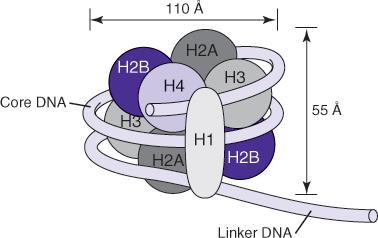 110 Å
H2A
H2B
H3
H4
Core DNA
55 Å
H3
H1
H2A
H2B
Linker DNA